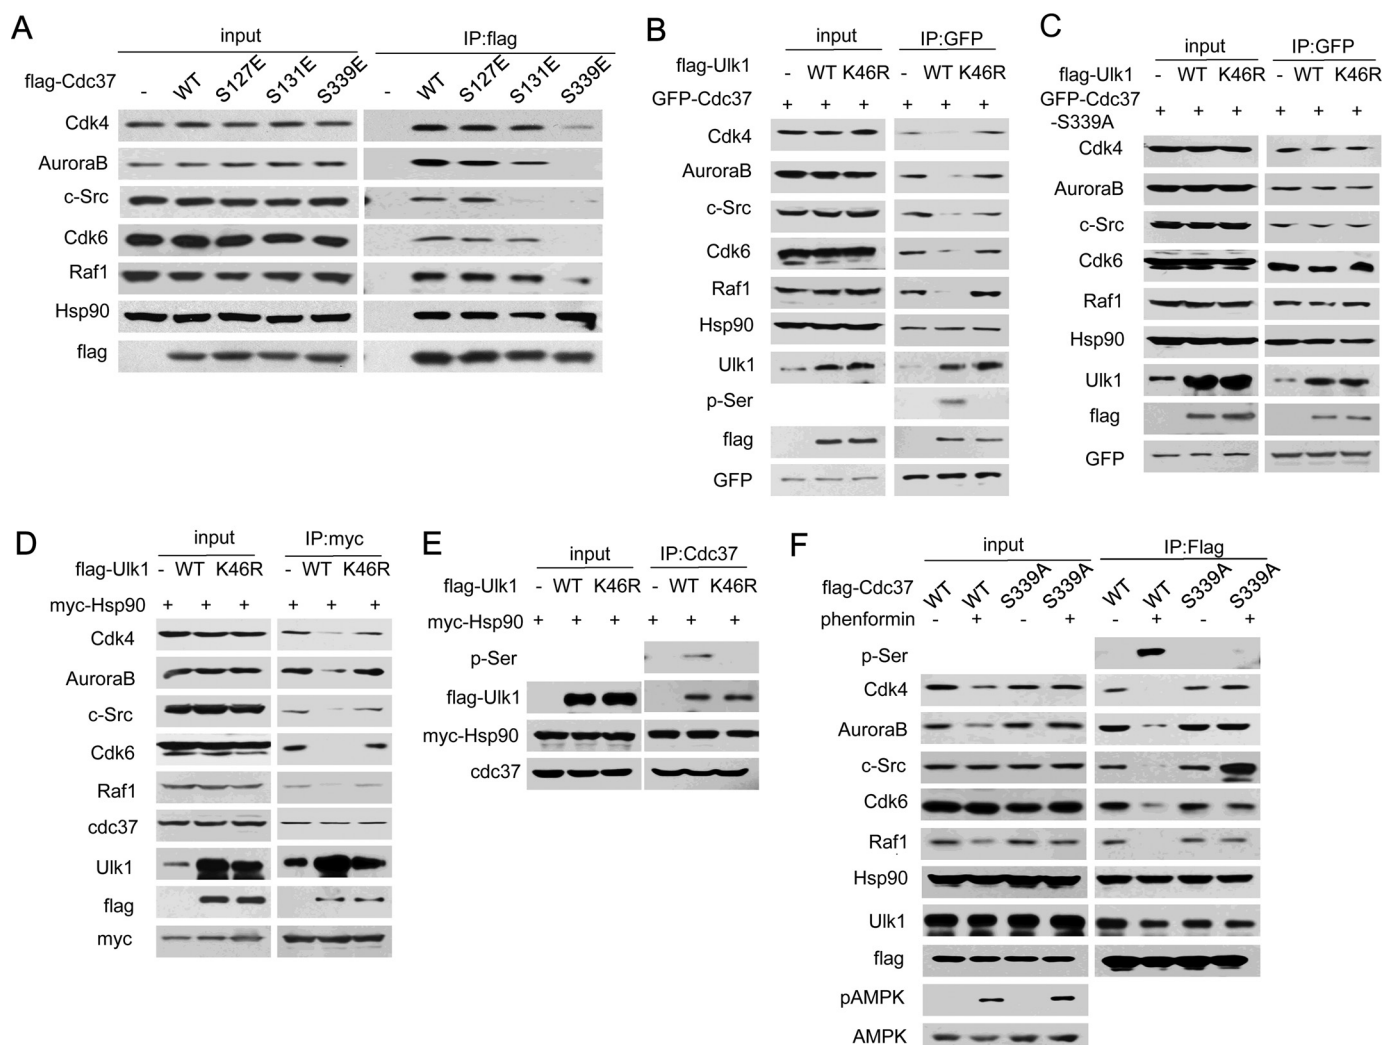 A
input IP:flag
flag-Cdc37 - WT S127E S131E S339E - WT S127E S131E S339E
Cdk4
AuroraB
c-Src
Cdk6
Raf1
Hsp90
flag
B
input IP:GFP
flag-Ulk1 - WT K46R - WT K46R
GFP-Cdc37 + + + + + +
Cdk4
AuroraB
c-Src
Cdk6
Raf1
Hsp90
Ulk1
p-Ser
flag
GFP
C
input IP:GFP
flag-Ulk1 - WT K46R - WT K46R
GFP-Cdc37 + + + + + +
-S339A
Cdk4
AuroraB
c-Src
Cdk6
Raf1
Hsp90
Ulk1
flag
GFP
D
input IP:myc
flag-Ulk1 - WT K46R - WT K46R
myc-Hsp90 + + + + + +
Cdk4
AuroraB
c-Src
Cdk6
Raf1
cdc37
Ulk1
flag
myc
E
input IP:Cdc37
flag-Ulk1 - WT K46R - WT K46R
myc-Hsp90 + + + + + +
p-Ser
flag-Ulk1
myc-Hsp90
cdc37
F
input IP:Flag
flag-Cdc37 WT WT S339A S339A WT WT S339A S339A
phenformin - + - + - + - +
p-Ser
Cdk4
AuroraB
c-Src
Cdk6
Raf1
Hsp90
Ulk1
flag
pAMPK
AMPK